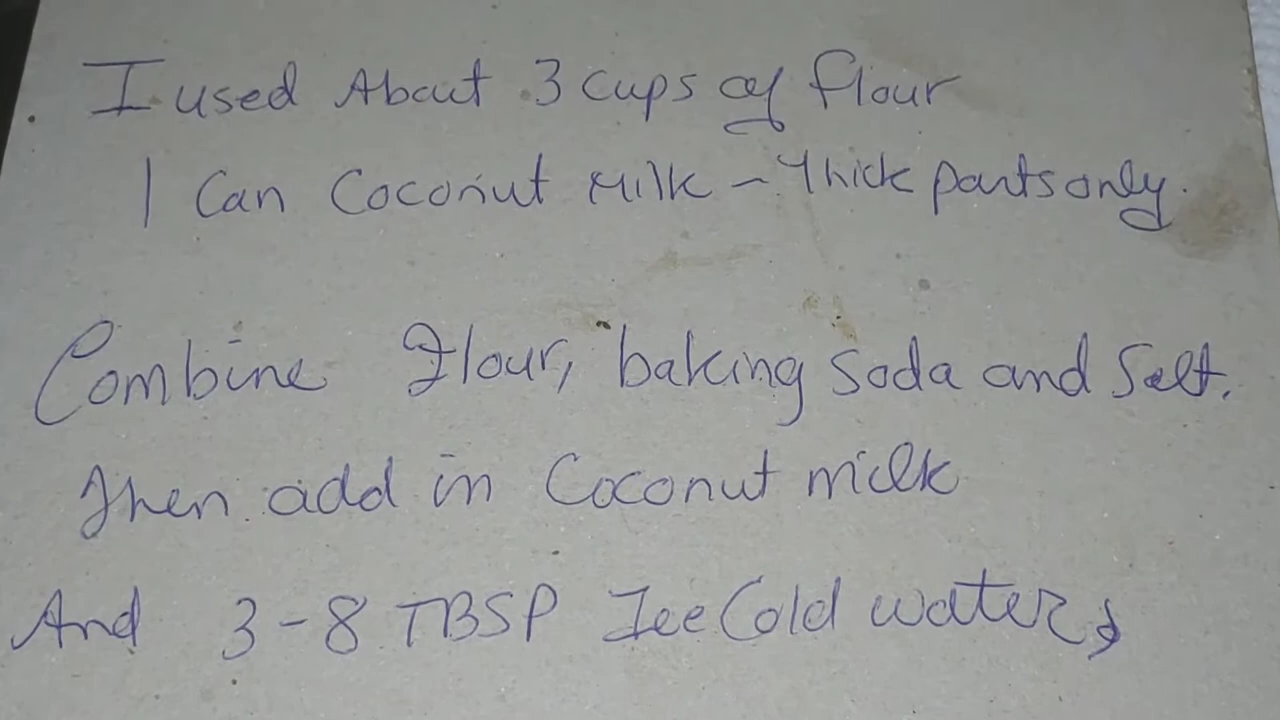 I used About 3 cups of flour
1 Can Coconut Milk - Thick parts only.
Combine Flour, baking soda and Salt.
Then add in Coconut milk
And 3-8 TBSP Ice Cold water,